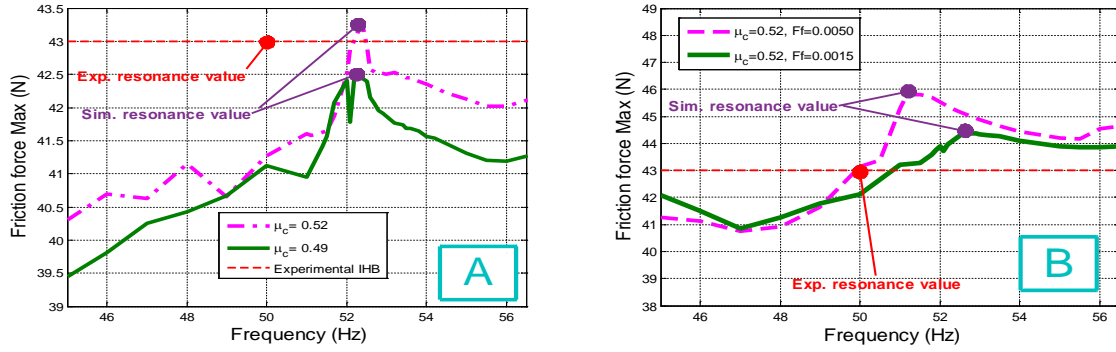 43.5
43
42.5
42
41.5
41
40.5
40
39.5
39
Friction force Max (N)
Exp. resonance value
Sim. resonance value
μc= 0.52
μc= 0.49
Experimental IHB
A
46 48 50 52 54 56
Frequency (Hz)
49
48
47
46
45
44
43
42
41
40
39
38
Friction force Max (N)
μc=0.52, Ff=0.0050
μc=0.52, Ff=0.0015
Sim. resonance value
Exp. resonance value
B
46 48 50 52 54 56
Frequency (Hz)